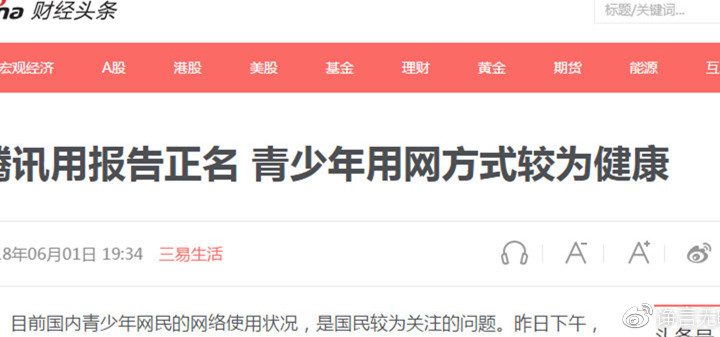 na 财经头条
标题/关键词...
宏观经济 A股 港股 美股 基金 理财 黄金 期货 能源 互
腾讯用报告正名 青少年用网方式较为健康
18年06月01日 19:34 三易生活
A- A+
目前国内青少年网民的网络使用状况，是国民较为关注的问题。昨日下午，
头条号